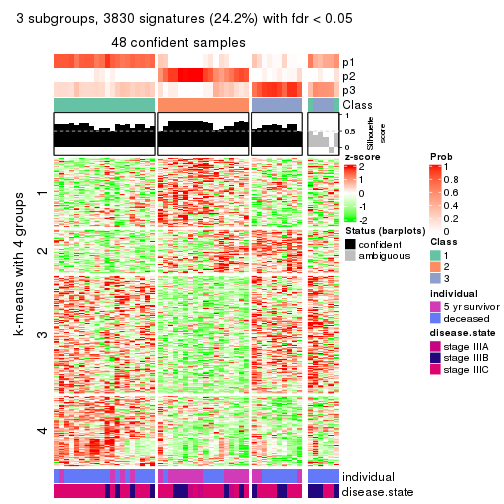 3 subgroups, 3830 signatures (24.2%) with fdr < 0.05
48 confident samples
p1
p2
p3
Class
1
0.5
0
Silhouette
score
k-means with 4 groups
1
2
3
4
individual
disease.state
z-score
2
1
0
-1
-2
Status (barplots)
confident
ambiguous
Prob
1
0.8
0.6
0.4
0.2
0
Class
1
2
3
individual
5 yr survivor
deceased
disease.state
stage IIIA
stage IIIB
stage IIIC